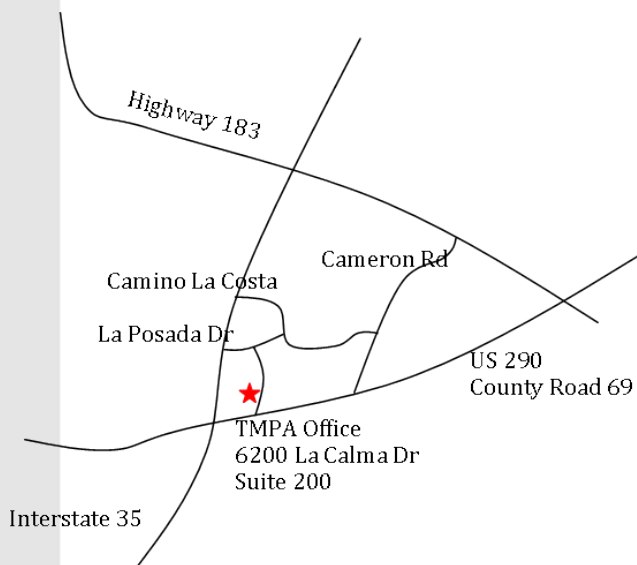 Highway 183
Cameron Rd
Camino La Costa
La Posada Dr
US 290
County Road 69
TMPA Office
6200 La Calma Dr
Suite 200
Interstate 35